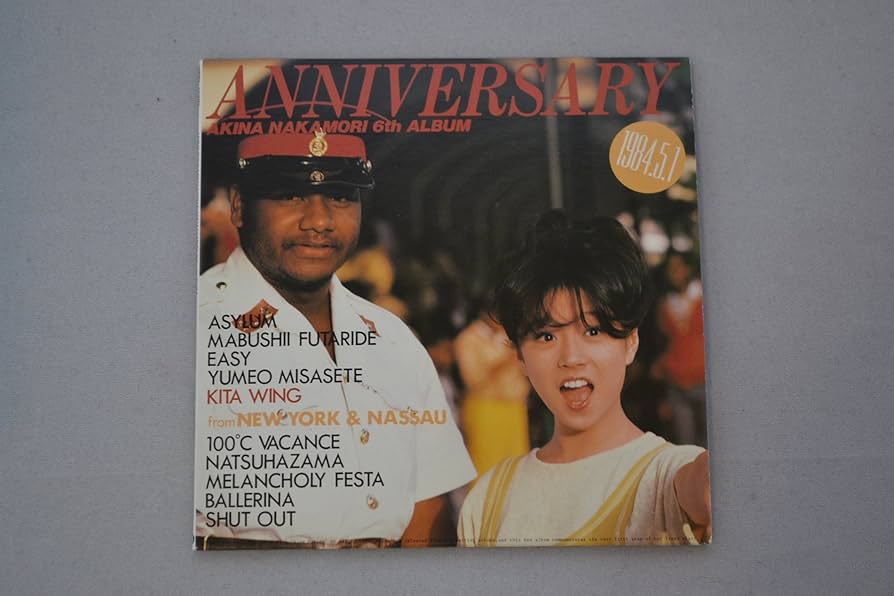 ANNIVERSARY
AKINA NAKAMORI 6th ALBUM
1984.5.1
ASYLUM
MABUSHII FUTARIDE
EASY
YUMEO MISASETE
KITA WING
from NEW YORK & NASSAU
100°C VACANCE
NATSUHAZAMA
MELANCHOLY FESTA
BALLERINA
SHUT OUT